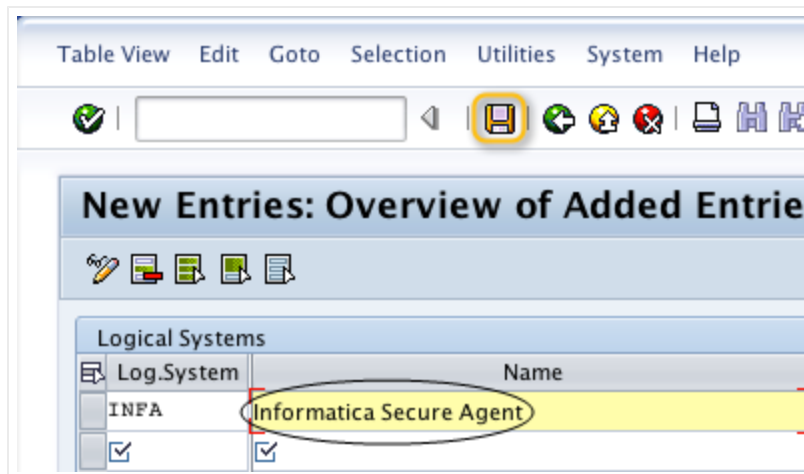 Table View Edit Goto Selection Utilities System Help
New Entries: Overview of Added Entrie
Logical Systems
Log.System Name
INFA Informatica Secure Agent